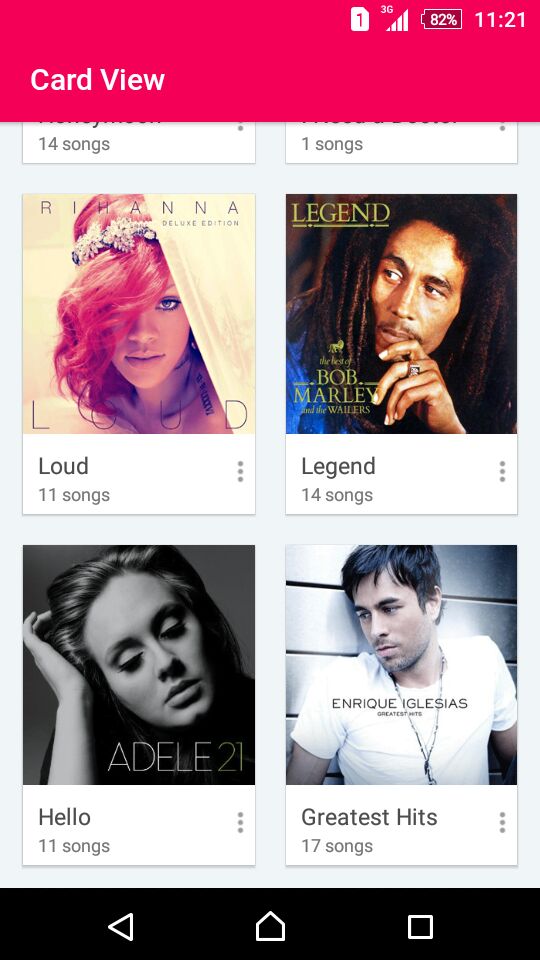 1 3G 82% 11:21
Card View
14 songs
1 songs
RIHANNA
DELUXE EDITION
LOUD
LEGEND
the best of
BOB
MARLEY
and the WAILERS
Loud
11 songs
Legend
14 songs
ADELE 21
ENRIQUE IGLESIAS
GREATEST HITS
Hello
11 songs
Greatest Hits
17 songs